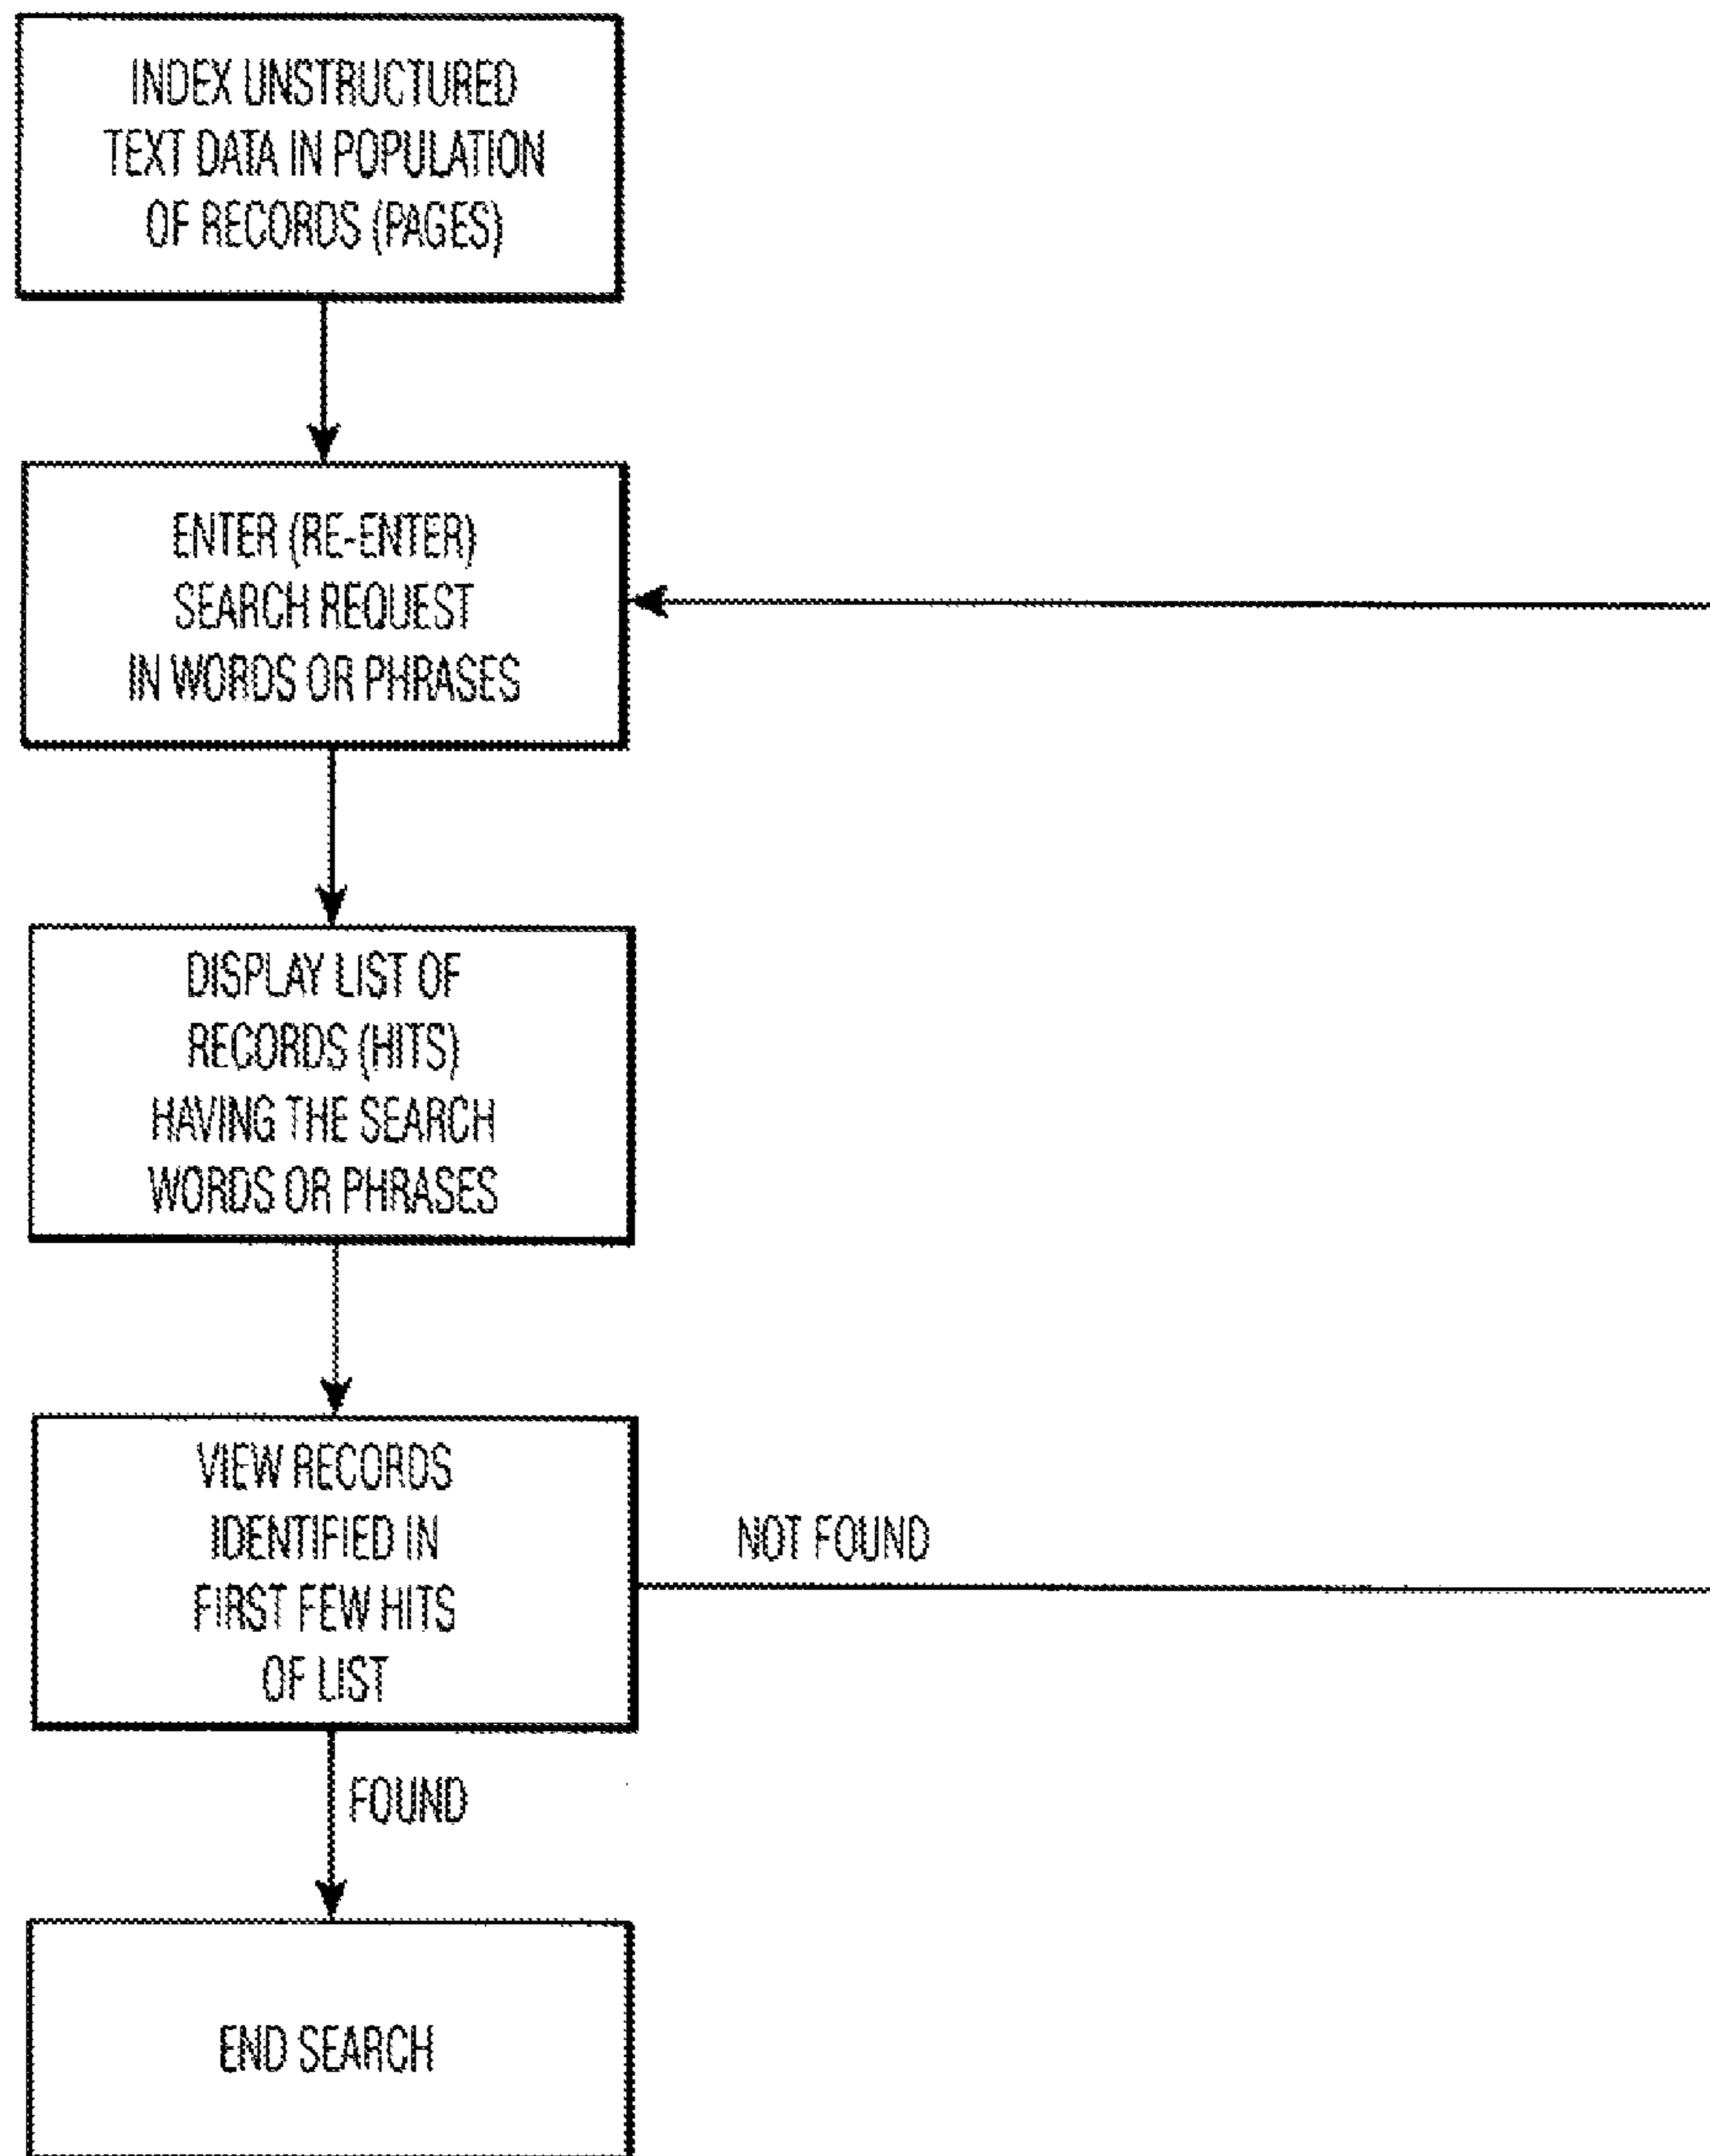 INDEX UNSTRUCTURED
TEXT DATA IN POPULATION
OF RECORDS (PAGES)
ENTER (RE-ENTER)
SEARCH REQUEST
IN WORDS OR PHRASES
DISPLAY LIST OF
RECORDS (HITS)
HAVING THE SEARCH
WORDS OR PHRASES
VIEW RECORDS
IDENTIFIED IN
FIRST FEW HITS
OF LIST
NOT FOUND
FOUND
END SEARCH